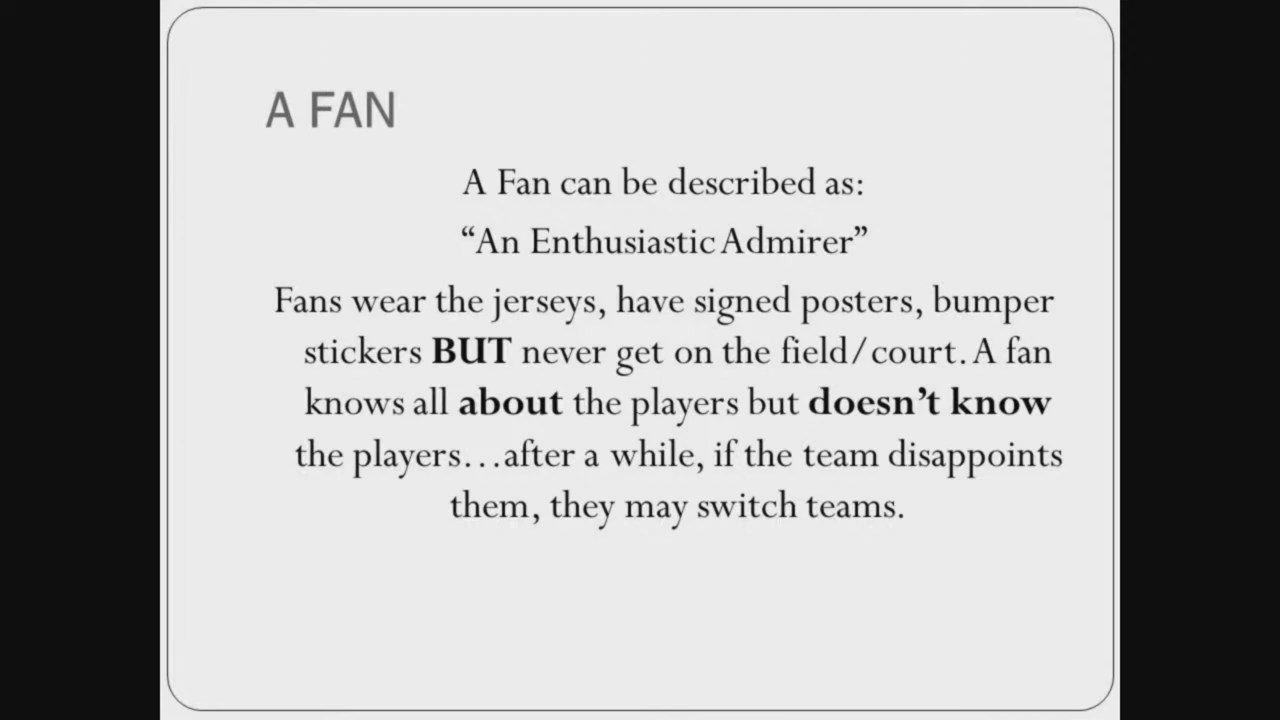 A FAN
A Fan can be described as:
“An Enthusiastic Admirer”
Fans wear the jerseys, have signed posters, bumper
stickers BUT never get on the field/court. A fan
knows all about the players but doesn’t know
the players…after a while, if the team disappoints
them, they may switch teams.